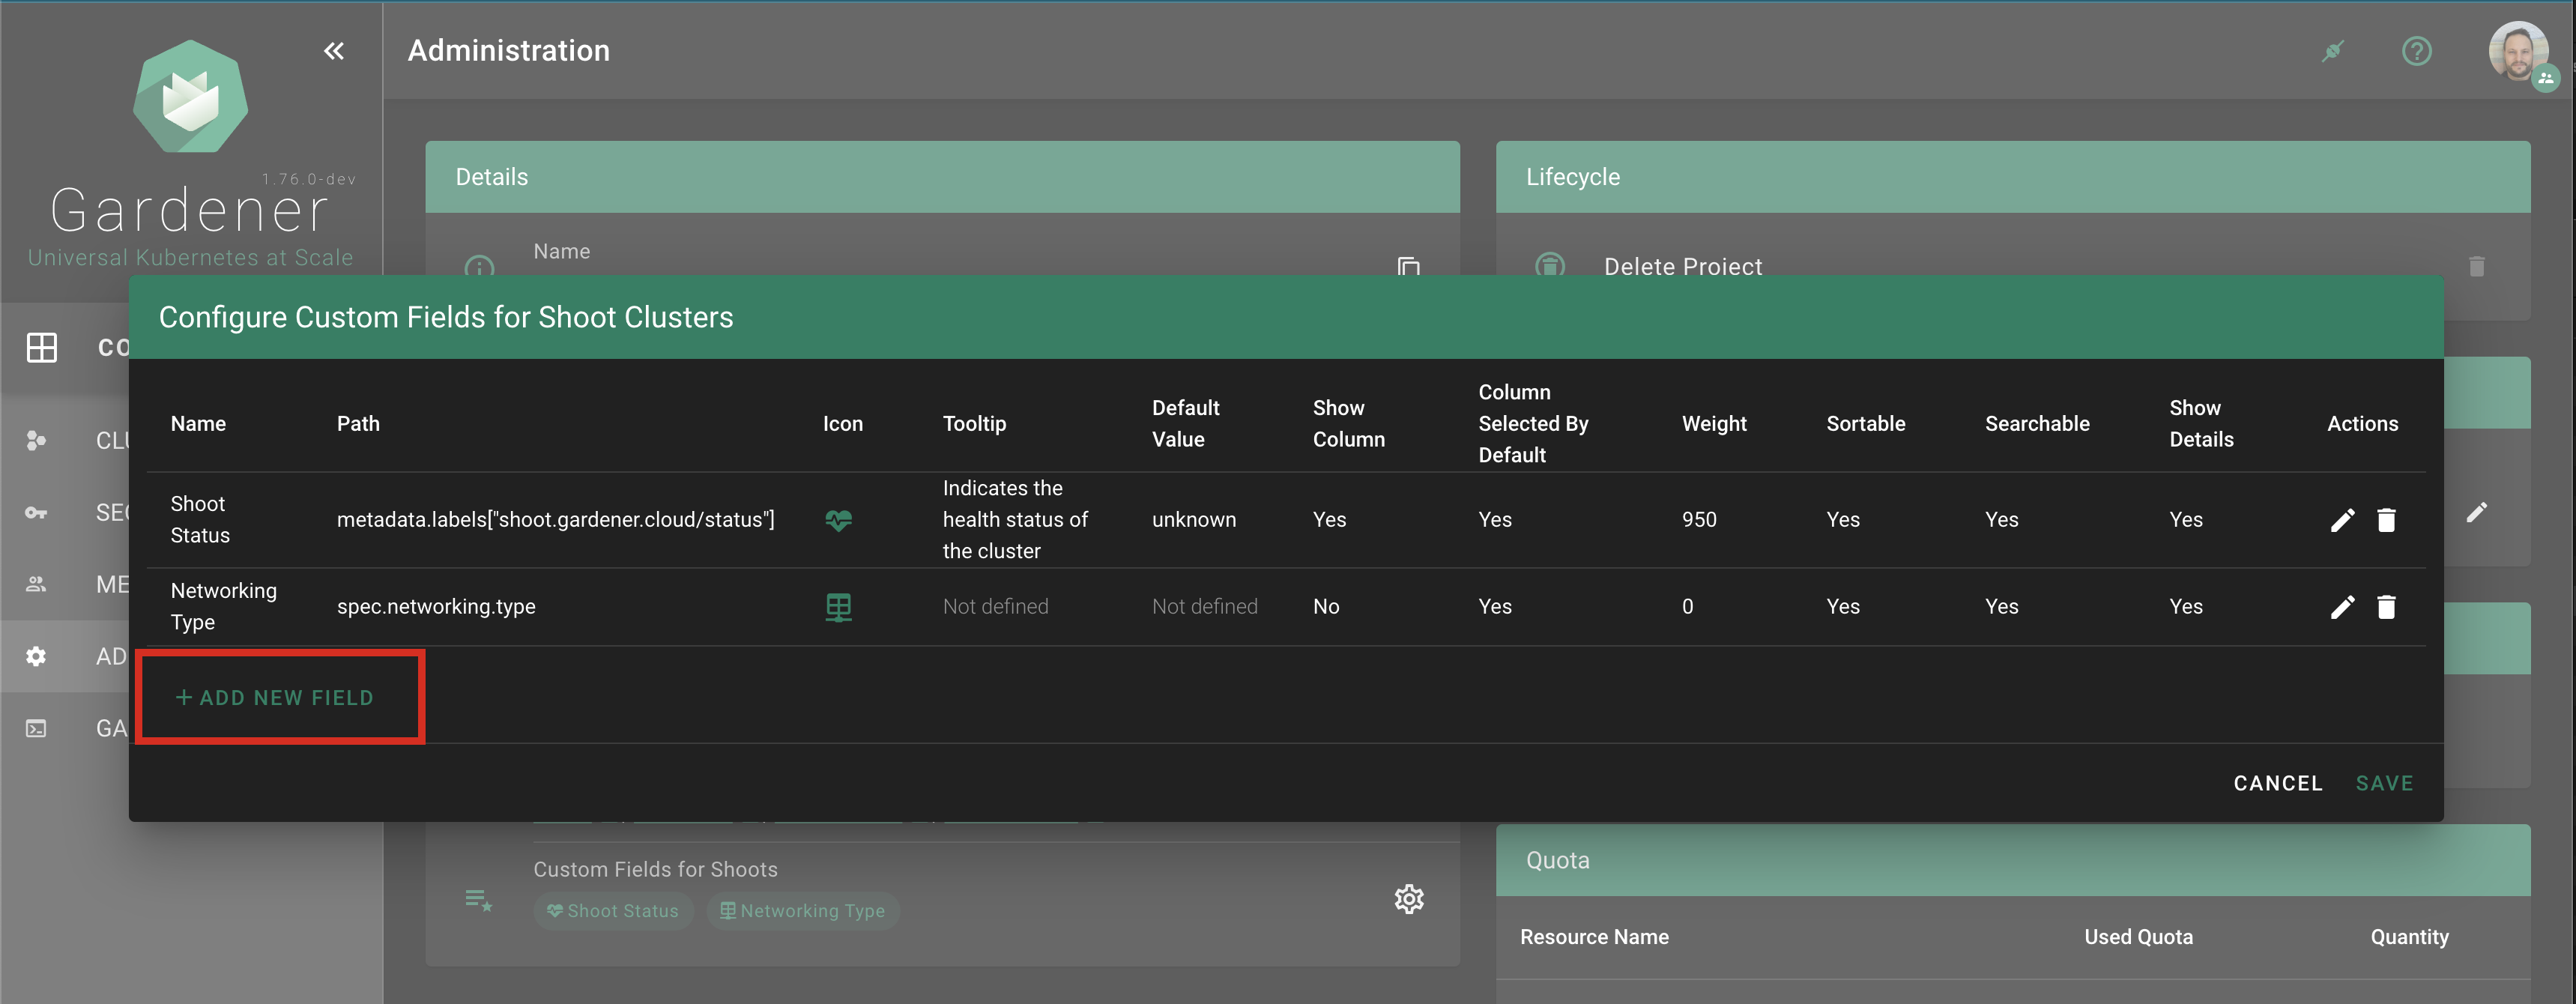 Administration
1.76.0-dev
Gardener
Universal Kubernetes at Scale
Details
Lifecycle
Name
Delete Project
Configure Custom Fields for Shoot Clusters
Name Path Icon Tooltip Default Value Show Column Column Selected By Default Weight Sortable Searchable Show Details Actions
Shoot Status metadata.labels["shoot.gardener.cloud/status"] Indicates the health status of the cluster unknown Yes Yes 950 Yes Yes Yes
Networking Type spec.networking.type Not defined Not defined No Yes 0 Yes Yes Yes
+ ADD NEW FIELD
CANCEL SAVE
CO
CLU
SEC
ME
AD
GA
Custom Fields for Shoots
Shoot Status Networking Type
Quota
Resource Name Used Quota Quantity